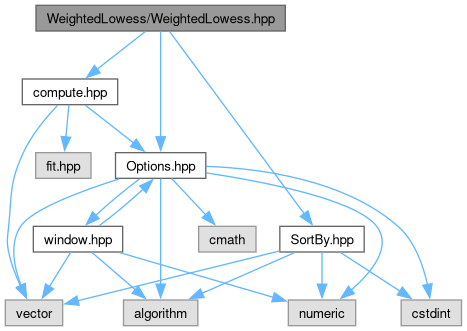 WeightedLowess/WeightedLowess.hpp
compute.hpp
fit.hpp
Options.hpp
window.hpp
cmath
SortBy.hpp
vector
algorithm
numeric
cstdint